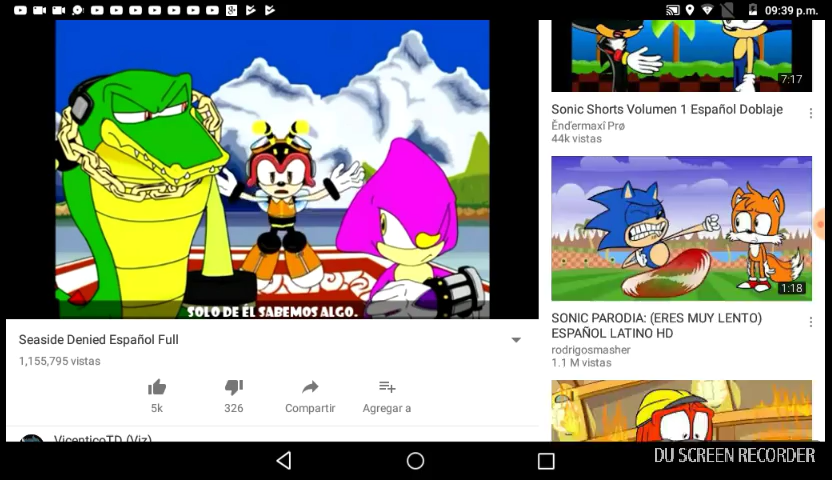 09:39 p.m.
SOLO DE ÉL SABEMOS ALGO.
Seaside Denied Español Full
1,155,795 vistas
5k
326
Compartir
Agregar a
VicenticoTD (Viz)
7:17
Sonic Shorts Volumen 1 Español Doblaje
Ënďermaxî Prø
44k vistas
1:18
SONIC PARODIA: (ERES MUY LENTO)
ESPAÑOL LATINO HD
rodrigosmasher
1.1 M vistas
DU SCREEN RECORDER